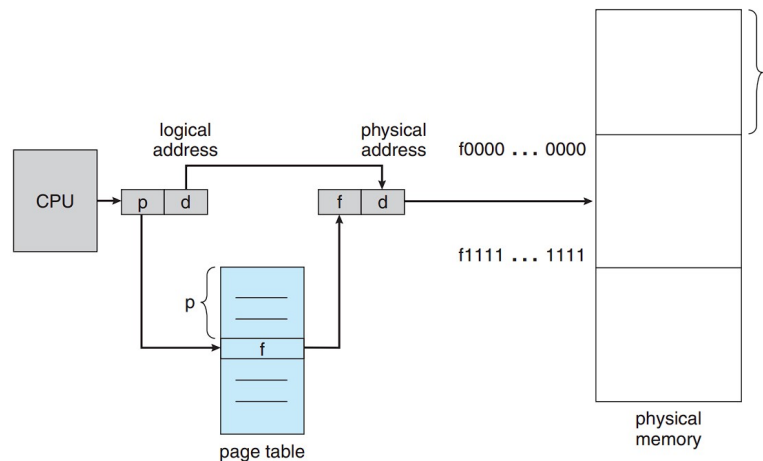 logical
address
physical
address
f0000 ... 0000
CPU
p
d
f
d
f1111 ... 1111
p
f
page table
physical
memory